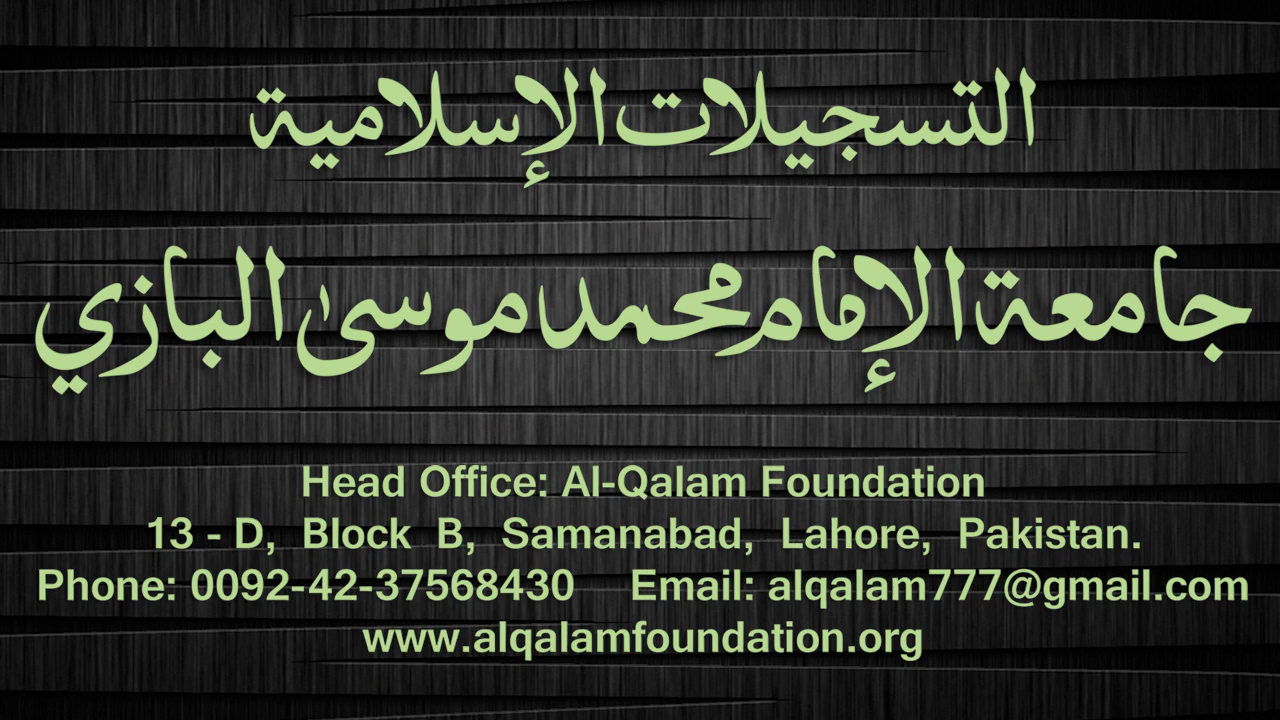 التسجيلات الإسلامية
جامعة الإمام محمد موسىٰ البازي
Head Office: Al-Qalam Foundation
13 - D, Block B, Samanabad, Lahore, Pakistan.
Phone: 0092-42-37568430 Email: alqalam777@gmail.com
www.alqalamfoundation.org